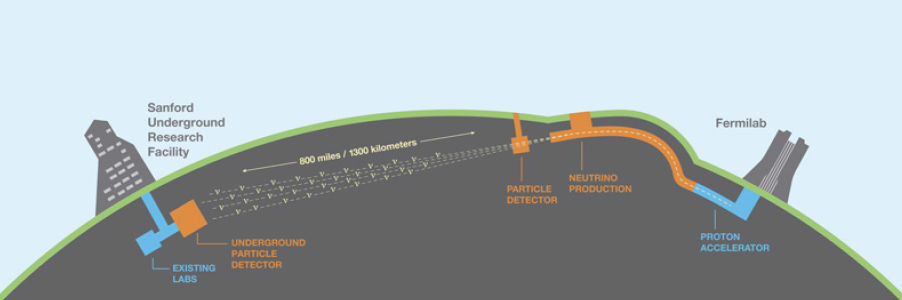 Sanford
Underground
Research
Facility
Fermilab
800 miles / 1300 kilometers
PARTICLE
DETECTOR
NEUTRINO
PRODUCTION
PROTON
ACCELERATOR
UNDERGROUND
PARTICLE
DETECTOR
EXISTING
LABS